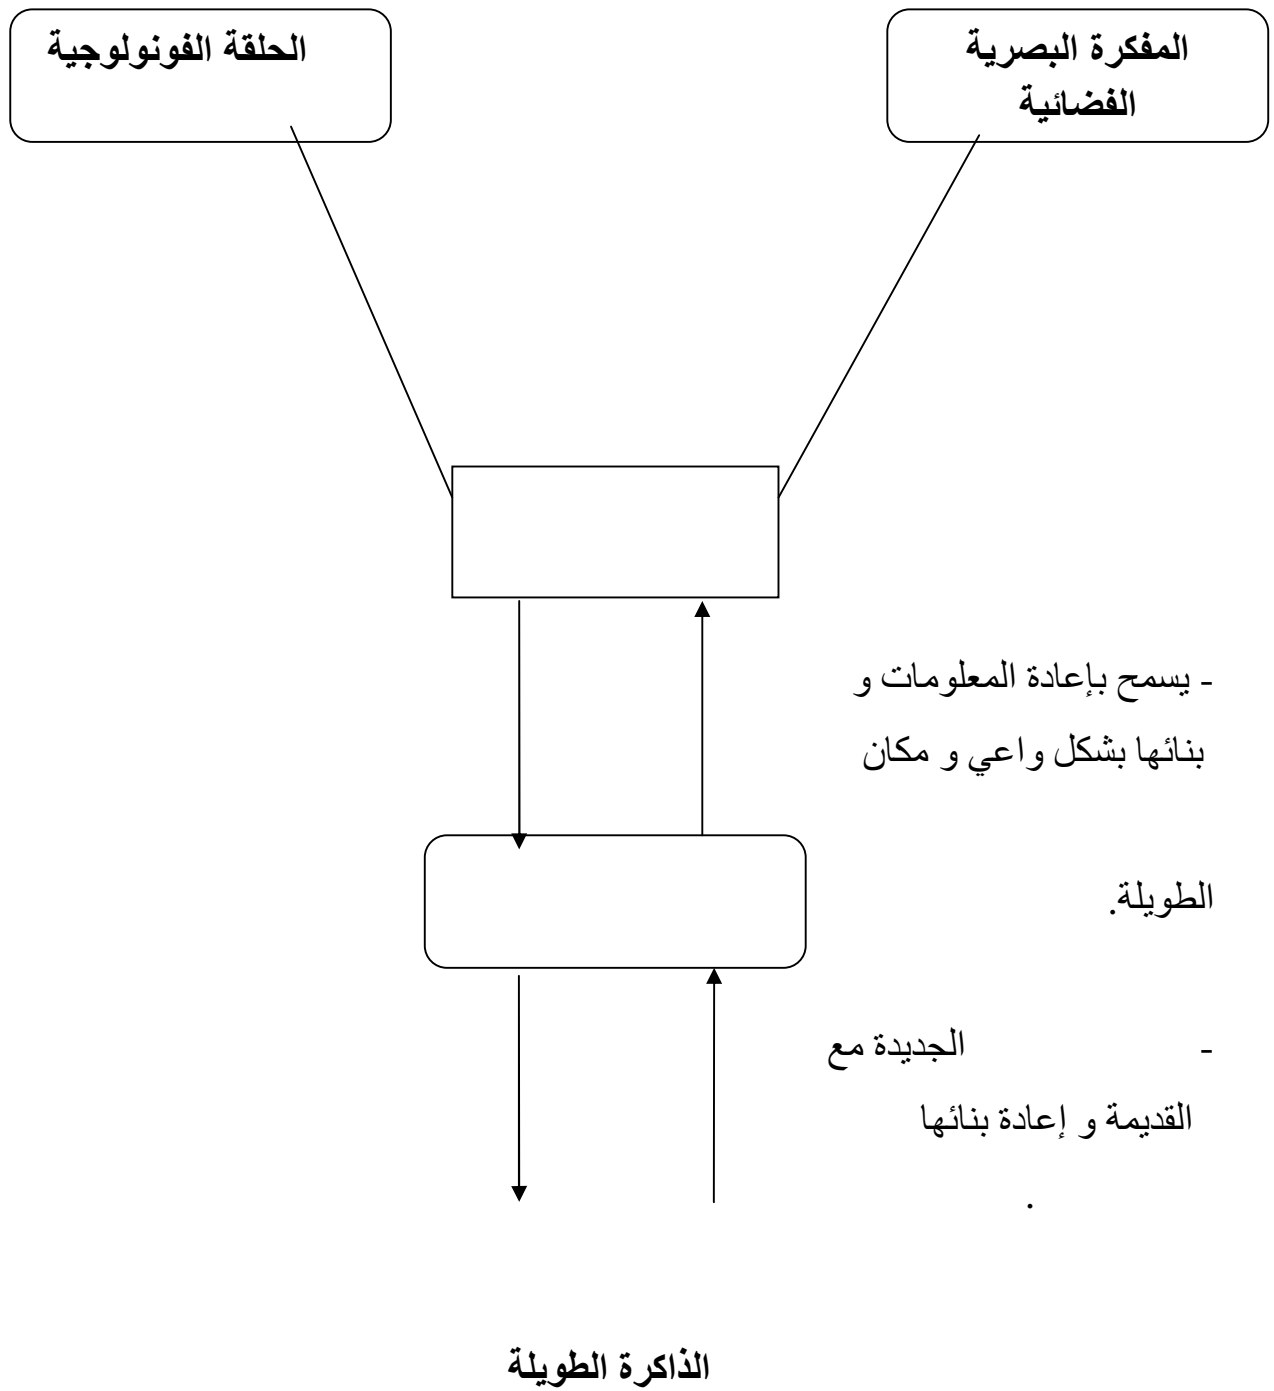 المفكرة البصرية
الفضائية
الحلقة الفونولوجية
- يسمح بإعادة المعلومات و
بنائها بشكل واعي و مكان
الطويلة.
- الجديدة مع
القديمة و إعادة بنائها
.
الذاكرة الطويلة